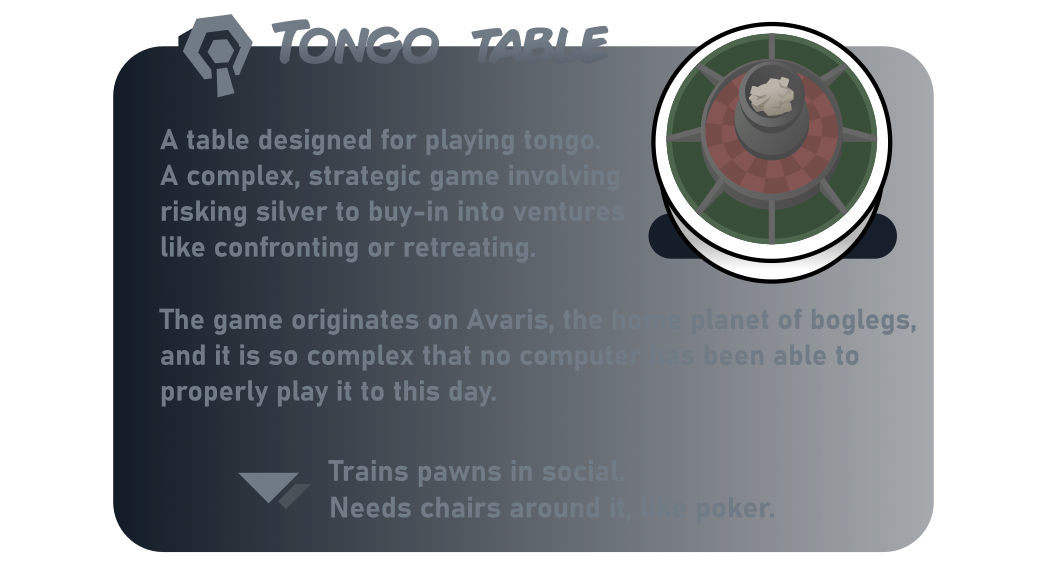 TONGO TABLE
A table designed for playing tongo.
A complex, strategic game involving
risking silver to buy-in into ventures
like confronting or retreating.
The game originates on Avaris, the home planet of boglegs,
and it is so complex that no computer has been able to
properly play it to this day.
Trains pawns in social.
Needs chairs around it, like poker.